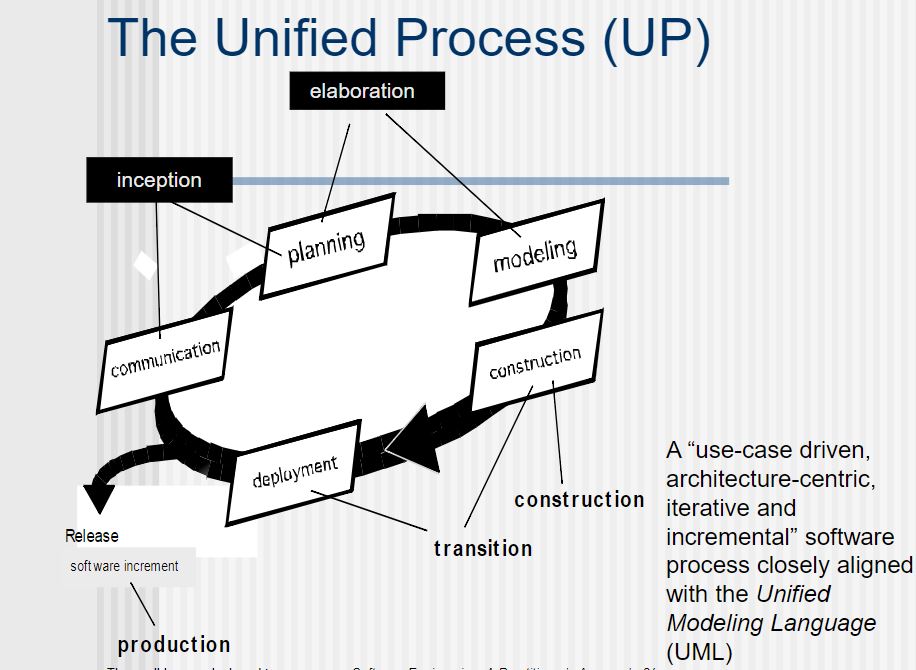 The Unified Process (UP)
elaboration
inception
planning
modeling
communication
construction
deployment
construction
transition
Release
software increment
production
A “use-case driven,
architecture-centric,
iterative and
incremental” software
process closely aligned
with the Unified
Modeling Language
(UML)